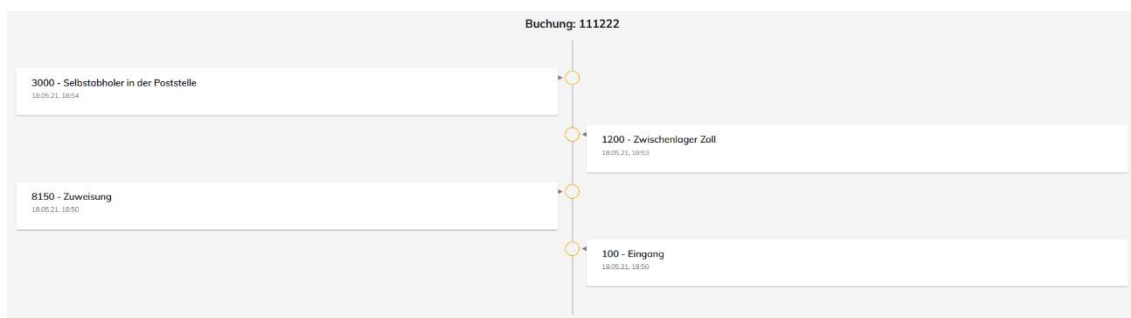 Buchung: 111222
3000 - Selbstabholer in der Poststelle
18.05.21, 18:54
1200 - Zwischenlager Zoll
18.05.21, 18:53
8150 - Zuweisung
18.05.21, 18:50
100 - Eingang
18.05.21, 18:50